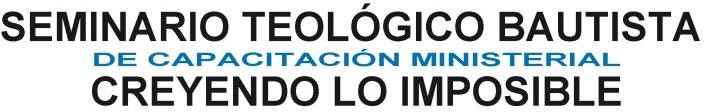 SEMINARIO TEOLÓGICO BAUTISTA
DE CAPACITACIÓN MINISTERIAL
CREYENDO LO IMPOSIBLE